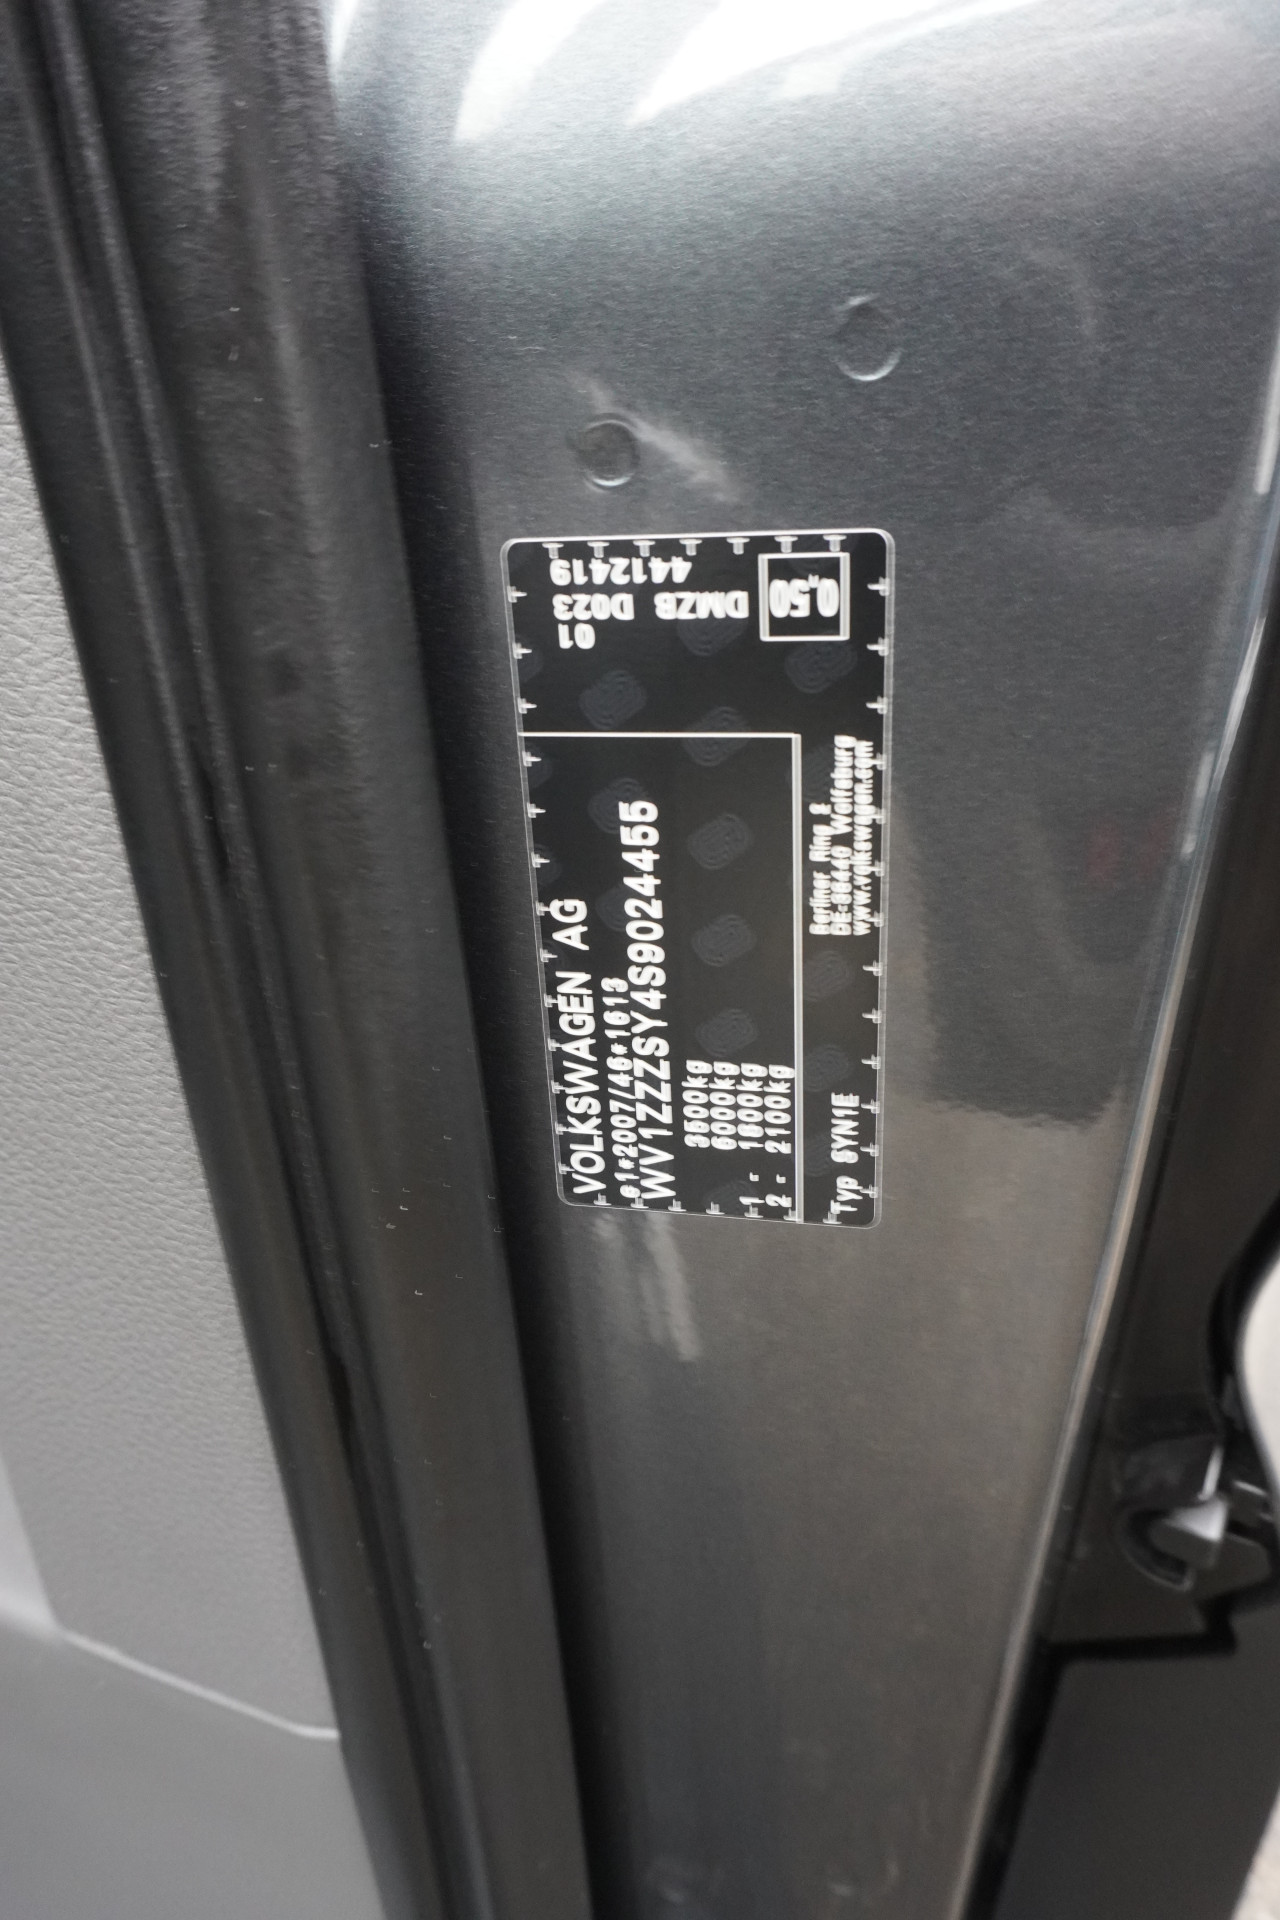 VOLKSWAGEN AG
e1*2007/46*1613
WV1ZZZSY4S9024455
3500kg
6000kg
1 - 1800kg
2 - 2100kg
Typ SYN1E
Berliner Ring 2
DE-38440 Wolfsburg
www.volkswagen.com
4412419
DMZB D023
01
0,50